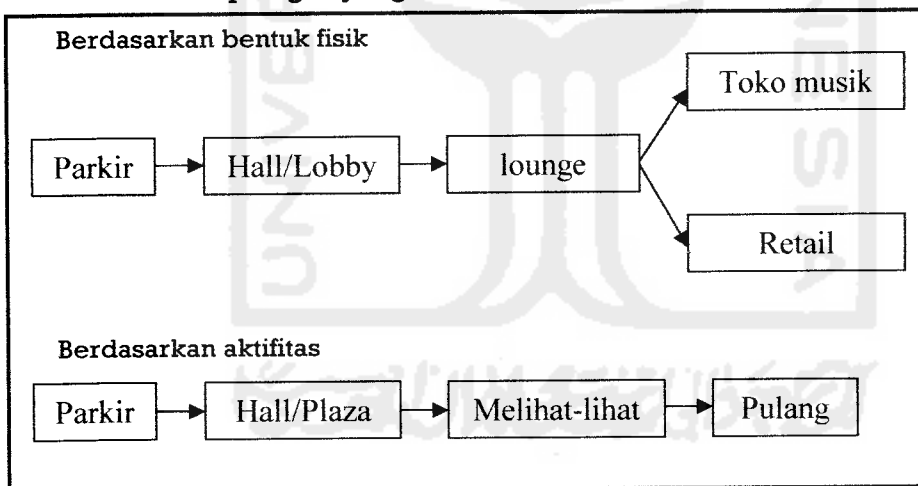 Berdasarkan bentuk fisik
Toko musik
Parkir
Hall/Lobby
lounge
Retail
Berdasarkan aktifitas
Parkir
Hall/Plaza
Melihat-lihat
Pulang